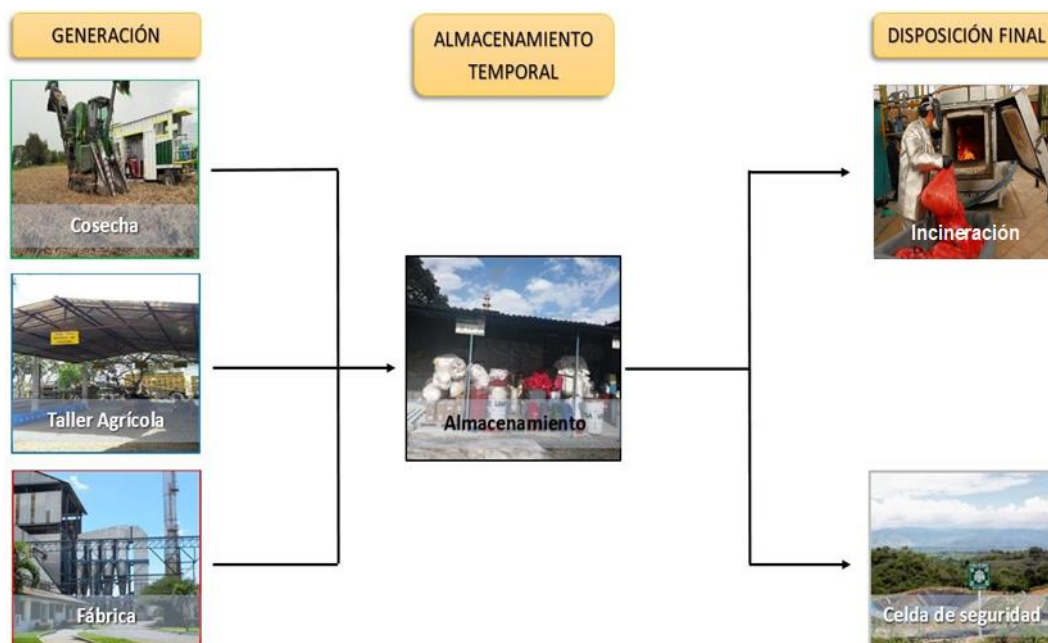 GENERACIÓN
ALMACENAMIENTO
TEMPORAL
DISPOSICIÓN FINAL
Cosecha
Incineración
Taller Agrícola
Almacenamiento
Fábrica
Celda de seguridad